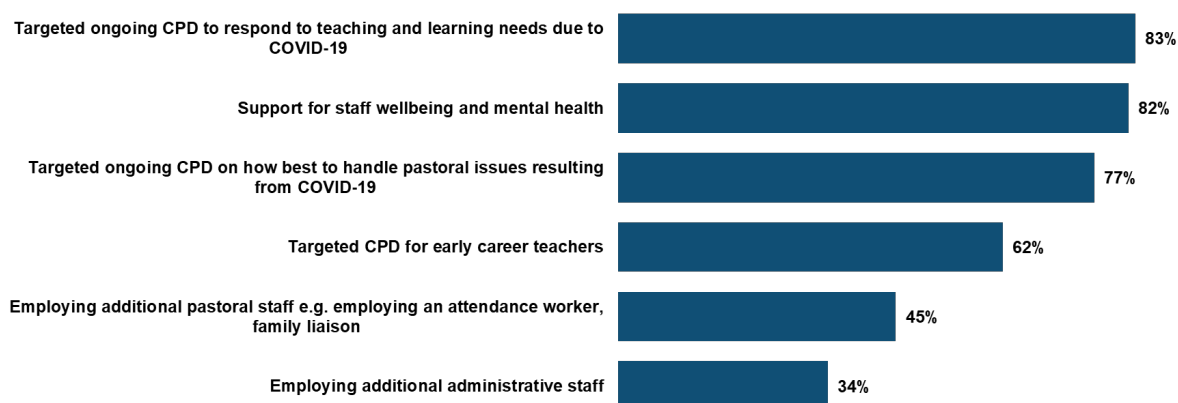 Targeted ongoing CPD to respond to teaching and learning needs due to
COVID-19
83%
Support for staff wellbeing and mental health
82%
Targeted ongoing CPD on how best to handle pastoral issues resulting
from COVID-19
77%
Targeted CPD for early career teachers
62%
Employing additional pastoral staff e.g. employing an attendance worker,
family liaison
45%
Employing additional administrative staff
34%